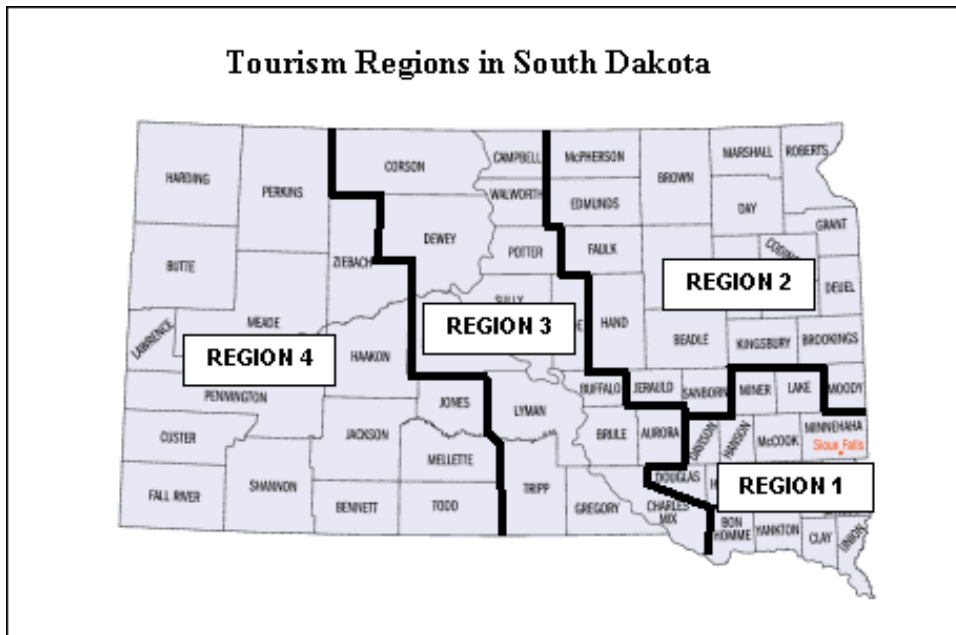 Tourism Regions in South Dakota
HARDING
PERKINS
CORSON
CAMPBELL
McPHERSON
BROWN
MARSHALL
ROBERTS
WALWORTH
EDMUNDS
DAY
GRANT
BUTTE
ZIEBACH
DEWEY
POTTER
FAULK
DEUEL
REGION 2
MEADE
SULLY
HAND
BEADLE
KINGSBURY
BROOKINGS
LAWRENCE
REGION 4
REGION 3
HAAKON
PENNINGTON
JONES
LYMAN
BUFFALO
JERAULD
SANBORN
MINER
LAKE
MOODY
CUSTER
JACKSON
BRULE
AURORA
DAVISON
HANSON
McCOOK
MINNEHAHA
Sioux Falls
MELLETTE
DOUGLAS
REGION 1
FALL RIVER
SHANNON
BENNETT
TODD
TRIPP
GREGORY
CHARLES
MIX
BON
HOMME
YANKTON
CLAY
UNION